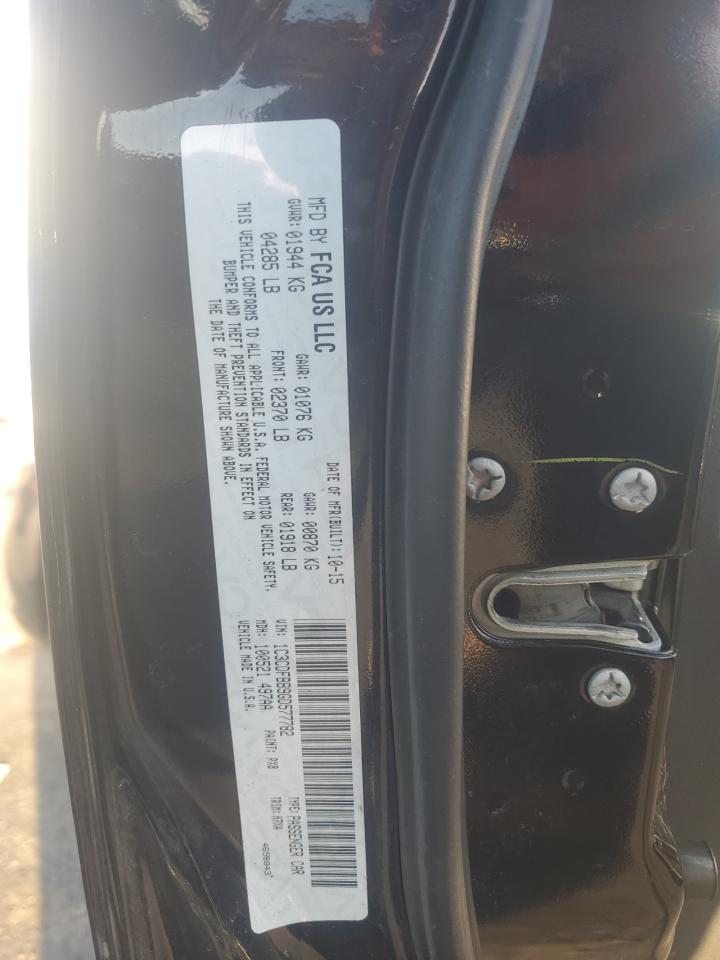 MFD BY FCA US LLC
DATE OF MFR(BUILT): 10-15
GVWR: 01944 KG
04285 LB
GAWR: 01076 KG
FRONT: 02370 LB
GAWR: 00870 KG
REAR: 01918 LB
THIS VEHICLE CONFORMS TO ALL APPLICABLE U.S.A. FEDERAL MOTOR VEHICLE SAFETY,
BUMPER AND THEFT PREVENTION STANDARDS IN EFFECT ON
THE DATE OF MANUFACTURE SHOWN ABOVE.
VIN: 1C3CDFBB9GD577782
TYPE: PASSENGER CAR
MDH: 100521 497AA
PAINT: PX8
TRIM:
VEHICLE MADE IN U.S.A.